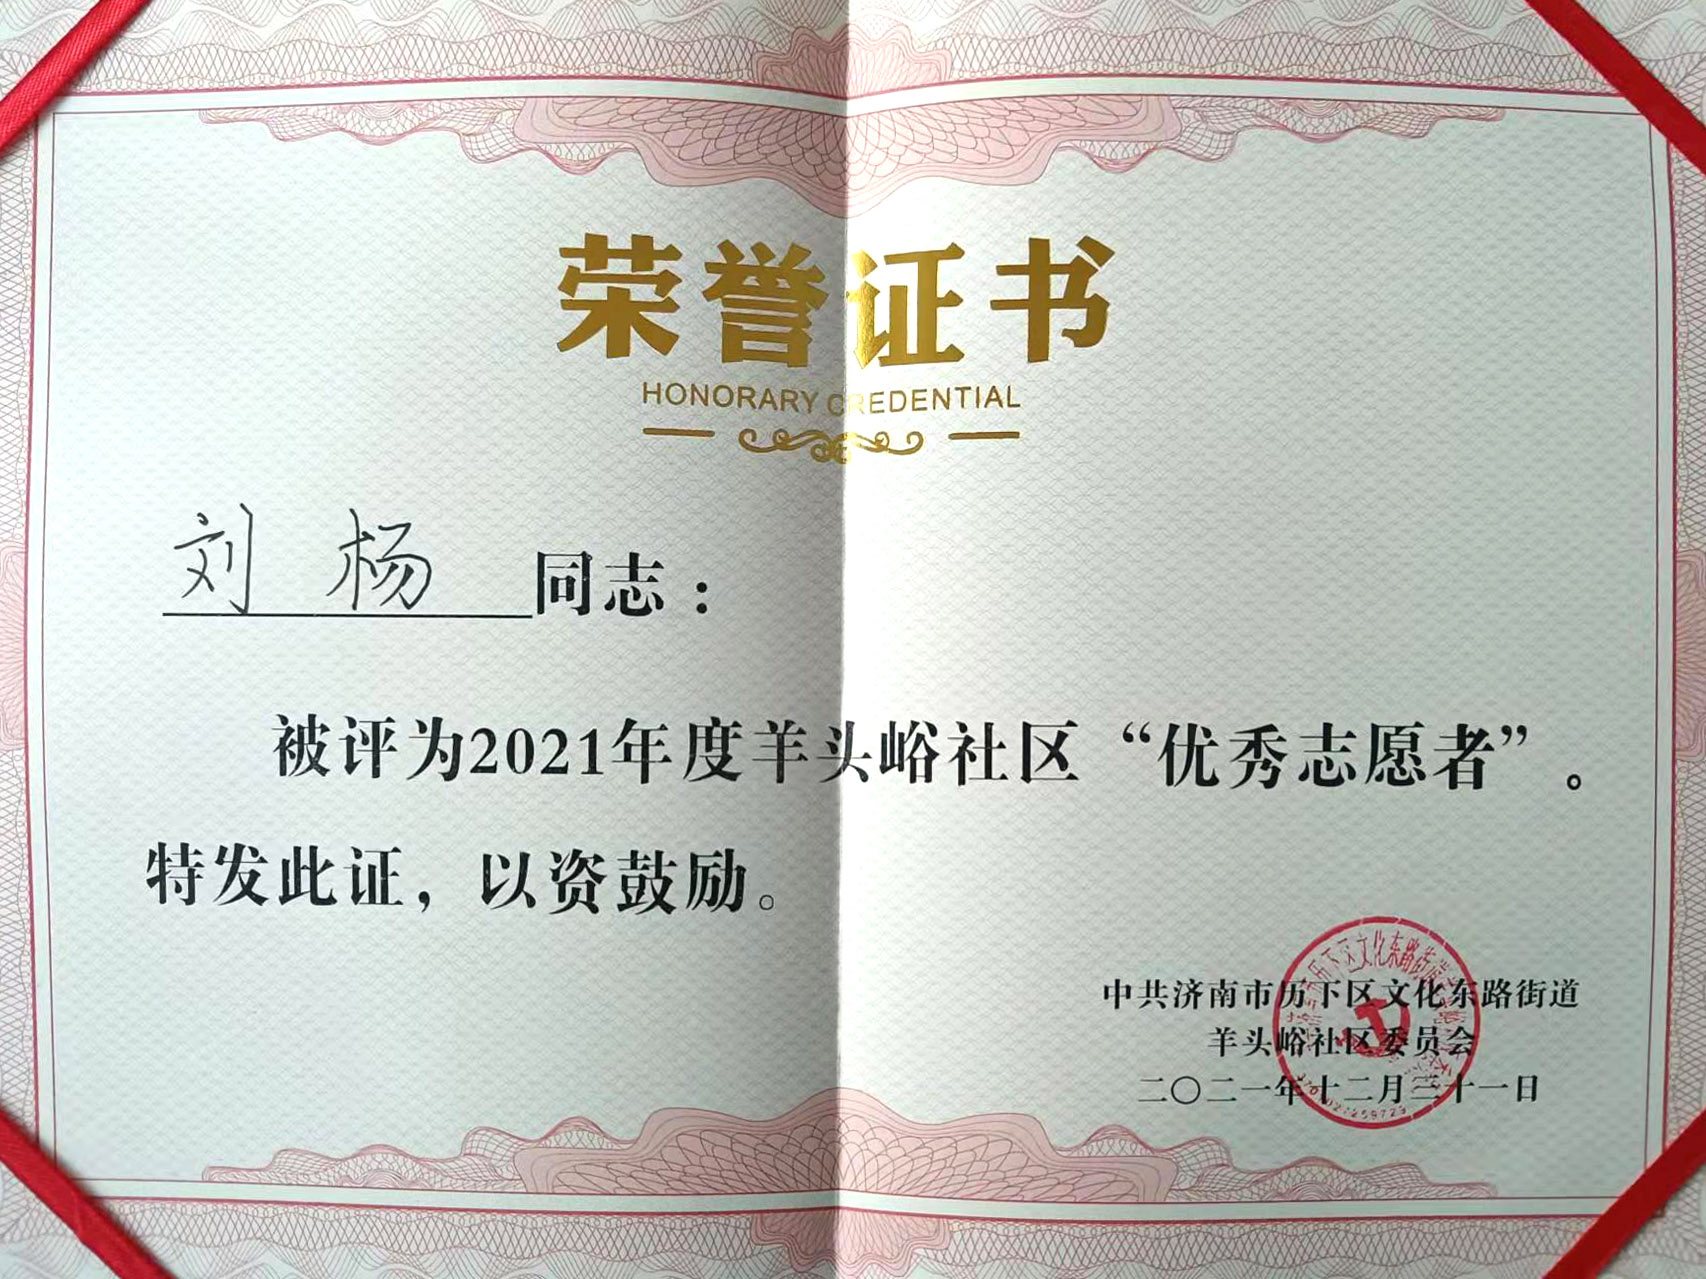 荣誉证书
HONORARY CREDENTIAL
刘杨同志：
被评为2021年度羊头峪社区“优秀志愿者”。
特发此证，以资鼓励。
中共济南市历下区文化东路街道
羊头峪社区委员会
二〇二一年十二月三十一日